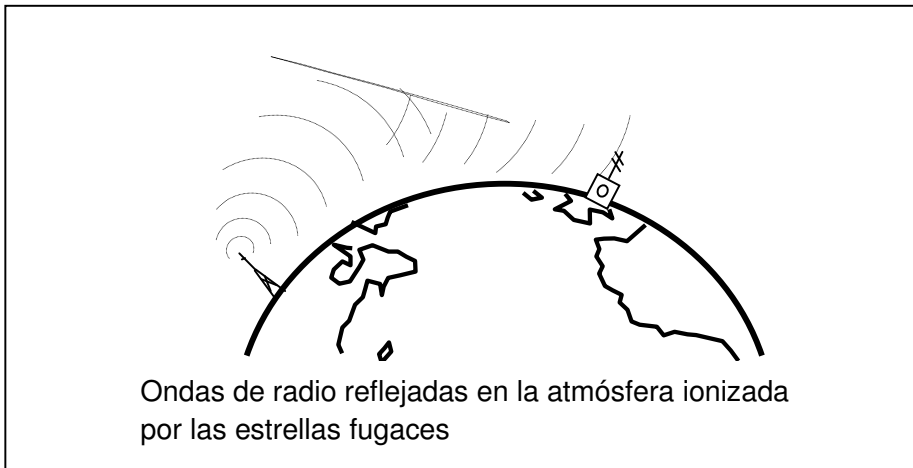 Ondas de radio reflejadas en la atmósfera ionizada
por las estrellas fugaces